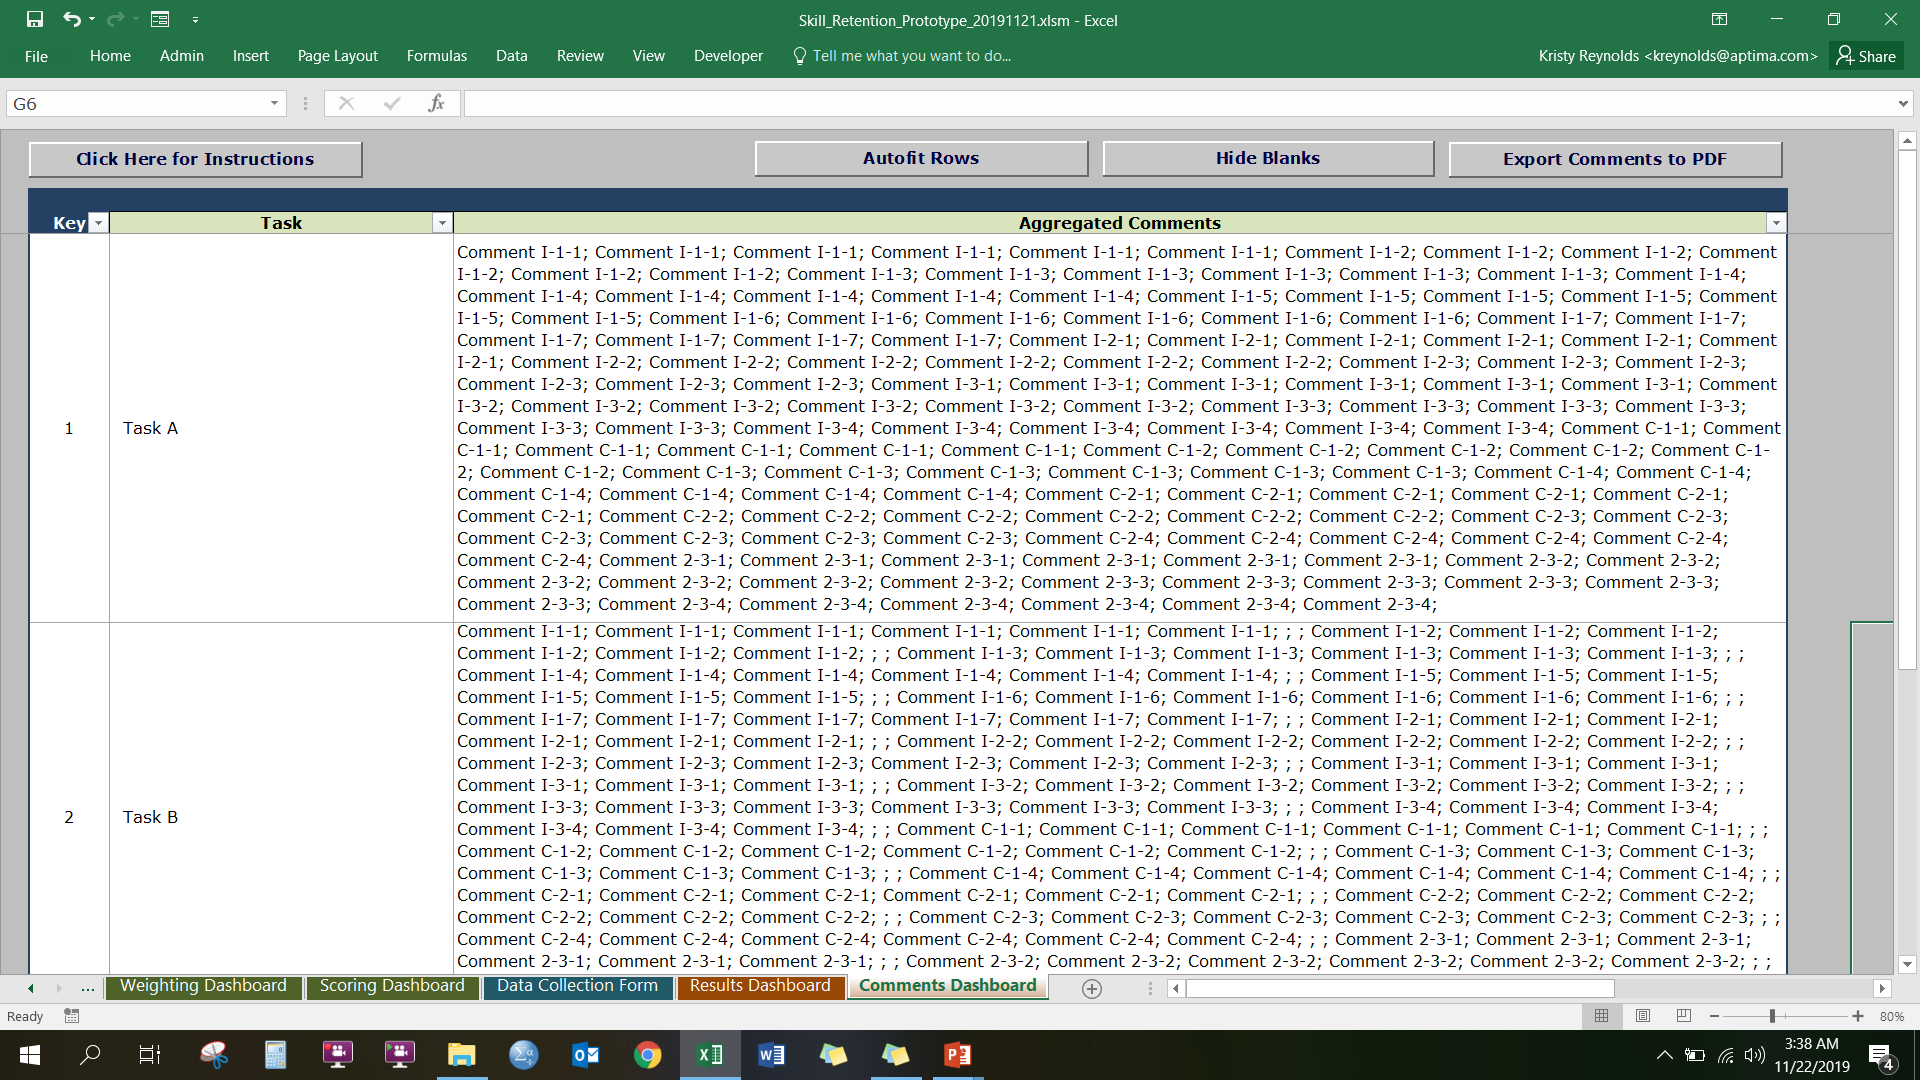 Skill_Retention_Prototype_20191121.xlsm - Excel
File Home Admin Insert Page Layout Formulas Data Review View Developer Tell me what you want to do... Kristy Reynolds <kreynolds@aptima.com> Share
G6 fx
Click Here for Instructions Autofit Rows Hide Blanks Export Comments to PDF
Key Task Aggregated Comments
1 Task A
Comment I-1-1; Comment I-1-1; Comment I-1-1; Comment I-1-1; Comment I-1-1; Comment I-1-1; Comment I-1-2; Comment I-1-2; Comment I-1-2; Comment
I-1-2; Comment I-1-2; Comment I-1-2; Comment I-1-3; Comment I-1-3; Comment I-1-3; Comment I-1-3; Comment I-1-3; Comment I-1-3; Comment I-1-4;
Comment I-1-4; Comment I-1-4; Comment I-1-4; Comment I-1-4; Comment I-1-4; Comment I-1-5; Comment I-1-5; Comment I-1-5; Comment I-1-5; Comment
I-1-5; Comment I-1-5; Comment I-1-6; Comment I-1-6; Comment I-1-6; Comment I-1-6; Comment I-1-6; Comment I-1-6; Comment I-1-7; Comment I-1-7;
Comment I-1-7; Comment I-1-7; Comment I-1-7; Comment I-1-7; Comment I-2-1; Comment I-2-1; Comment I-2-1; Comment I-2-1; Comment I-2-1; Comment
I-2-1; Comment I-2-2; Comment I-2-2; Comment I-2-2; Comment I-2-2; Comment I-2-2; Comment I-2-2; Comment I-2-3; Comment I-2-3; Comment I-2-3;
Comment I-2-3; Comment I-2-3; Comment I-2-3; Comment I-3-1; Comment I-3-1; Comment I-3-1; Comment I-3-1; Comment I-3-1; Comment I-3-1; Comment
I-3-2; Comment I-3-2; Comment I-3-2; Comment I-3-2; Comment I-3-2; Comment I-3-2; Comment I-3-3; Comment I-3-3; Comment I-3-3; Comment I-3-3;
Comment I-3-3; Comment I-3-3; Comment I-3-4; Comment I-3-4; Comment I-3-4; Comment I-3-4; Comment I-3-4; Comment I-3-4; Comment C-1-1; Comment
C-1-1; Comment C-1-1; Comment C-1-1; Comment C-1-1; Comment C-1-1; Comment C-1-2; Comment C-1-2; Comment C-1-2; Comment C-1-2; Comment C-1-
2; Comment C-1-2; Comment C-1-3; Comment C-1-3; Comment C-1-3; Comment C-1-3; Comment C-1-3; Comment C-1-3; Comment C-1-4; Comment C-1-4;
Comment C-1-4; Comment C-1-4; Comment C-1-4; Comment C-1-4; Comment C-2-1; Comment C-2-1; Comment C-2-1; Comment C-2-1; Comment C-2-1;
Comment C-2-1; Comment C-2-2; Comment C-2-2; Comment C-2-2; Comment C-2-2; Comment C-2-2; Comment C-2-2; Comment C-2-3; Comment C-2-3;
Comment C-2-3; Comment C-2-3; Comment C-2-3; Comment C-2-3; Comment C-2-4; Comment C-2-4; Comment C-2-4; Comment C-2-4; Comment C-2-4;
Comment C-2-4; Comment 2-3-1; Comment 2-3-1; Comment 2-3-1; Comment 2-3-1; Comment 2-3-1; Comment 2-3-1; Comment 2-3-2; Comment 2-3-2;
Comment 2-3-2; Comment 2-3-2; Comment 2-3-2; Comment 2-3-2; Comment 2-3-3; Comment 2-3-3; Comment 2-3-3; Comment 2-3-3; Comment 2-3-3;
Comment 2-3-3; Comment 2-3-4; Comment 2-3-4; Comment 2-3-4; Comment 2-3-4; Comment 2-3-4; Comment 2-3-4;
2 Task B
Comment I-1-1; Comment I-1-1; Comment I-1-1; Comment I-1-1; Comment I-1-1; Comment I-1-1; ; ; Comment I-1-2; Comment I-1-2; Comment I-1-2;
Comment I-1-2; Comment I-1-2; Comment I-1-2; ; ; Comment I-1-3; Comment I-1-3; Comment I-1-3; Comment I-1-3; Comment I-1-3; Comment I-1-3; ; ;
Comment I-1-4; Comment I-1-4; Comment I-1-4; Comment I-1-4; Comment I-1-4; Comment I-1-4; ; ; Comment I-1-5; Comment I-1-5; Comment I-1-5;
Comment I-1-5; Comment I-1-5; Comment I-1-5; ; ; Comment I-1-6; Comment I-1-6; Comment I-1-6; Comment I-1-6; Comment I-1-6; Comment I-1-6; ; ;
Comment I-1-7; Comment I-1-7; Comment I-1-7; Comment I-1-7; Comment I-1-7; Comment I-1-7; ; ; Comment I-2-1; Comment I-2-1; Comment I-2-1;
Comment I-2-1; Comment I-2-1; Comment I-2-1; ; ; Comment I-2-2; Comment I-2-2; Comment I-2-2; Comment I-2-2; Comment I-2-2; Comment I-2-2; ; ;
Comment I-2-3; Comment I-2-3; Comment I-2-3; Comment I-2-3; Comment I-2-3; Comment I-2-3; ; ; Comment I-3-1; Comment I-3-1; Comment I-3-1;
Comment I-3-1; Comment I-3-1; Comment I-3-1; ; ; Comment I-3-2; Comment I-3-2; Comment I-3-2; Comment I-3-2; Comment I-3-2; Comment I-3-2; ; ;
Comment I-3-3; Comment I-3-3; Comment I-3-3; Comment I-3-3; Comment I-3-3; Comment I-3-3; ; ; Comment I-3-4; Comment I-3-4; Comment I-3-4;
Comment I-3-4; Comment I-3-4; Comment I-3-4; ; ; Comment C-1-1; Comment C-1-1; Comment C-1-1; Comment C-1-1; Comment C-1-1; Comment C-1-1; ; ;
Comment C-1-2; Comment C-1-2; Comment C-1-2; Comment C-1-2; Comment C-1-2; Comment C-1-2; ; ; Comment C-1-3; Comment C-1-3; Comment C-1-3;
Comment C-1-3; Comment C-1-3; Comment C-1-3; ; ; Comment C-1-4; Comment C-1-4; Comment C-1-4; Comment C-1-4; Comment C-1-4; Comment C-1-4; ; ;
Comment C-2-1; Comment C-2-1; Comment C-2-1; Comment C-2-1; Comment C-2-1; Comment C-2-1; ; ; Comment C-2-2; Comment C-2-2; Comment C-2-2;
Comment C-2-2; Comment C-2-2; Comment C-2-2; ; ; Comment C-2-3; Comment C-2-3; Comment C-2-3; Comment C-2-3; Comment C-2-3; Comment C-2-3; ; ;
Comment C-2-4; Comment C-2-4; Comment C-2-4; Comment C-2-4; Comment C-2-4; Comment C-2-4; ; ; Comment 2-3-1; Comment 2-3-1; Comment 2-3-1;
Comment 2-3-1; Comment 2-3-1; Comment 2-3-1; ; ; Comment 2-3-2; Comment 2-3-2; Comment 2-3-2; Comment 2-3-2; Comment 2-3-2; Comment 2-3-2; ; ;
... Weighting Dashboard Scoring Dashboard Data Collection Form Results Dashboard Comments Dashboard
Ready 80%
3:38 AM
11/22/2019 4